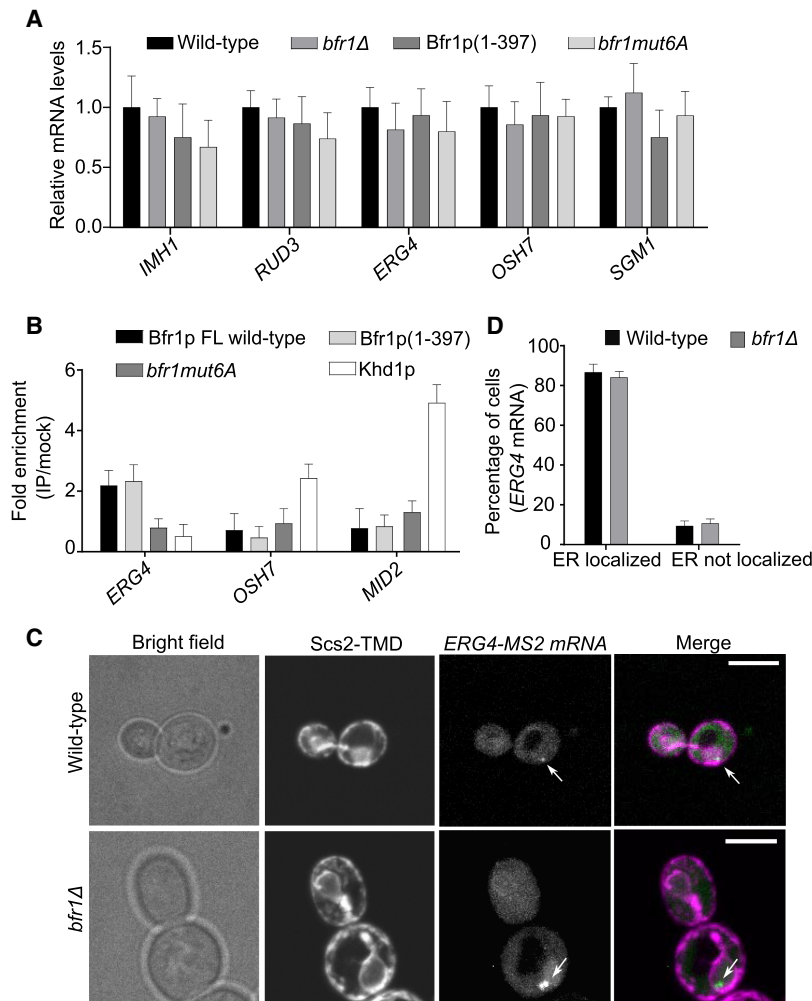 A
Wild-type bfr1Δ Bfr1p(1-397) bfr1mut6A
Relative mRNA levels
1.5
1.0
0.5
0.0
IMH1 RUD3 ERG4 OSH7 SGM1
B
Bfr1p FL wild-type Bfr1p(1-397)
bfr1mut6A Khd1p
Fold enrichment
(IP/mock)
6
4
2
0
ERG4 OSH7 MID2
D
Wild-type bfr1Δ
Percentage of cells
(ERG4 mRNA)
100
80
60
40
20
0
ER localized ER not localized
C
Bright field Scs2-TMD ERG4-MS2 mRNA Merge
Wild-type
bfr1Δ